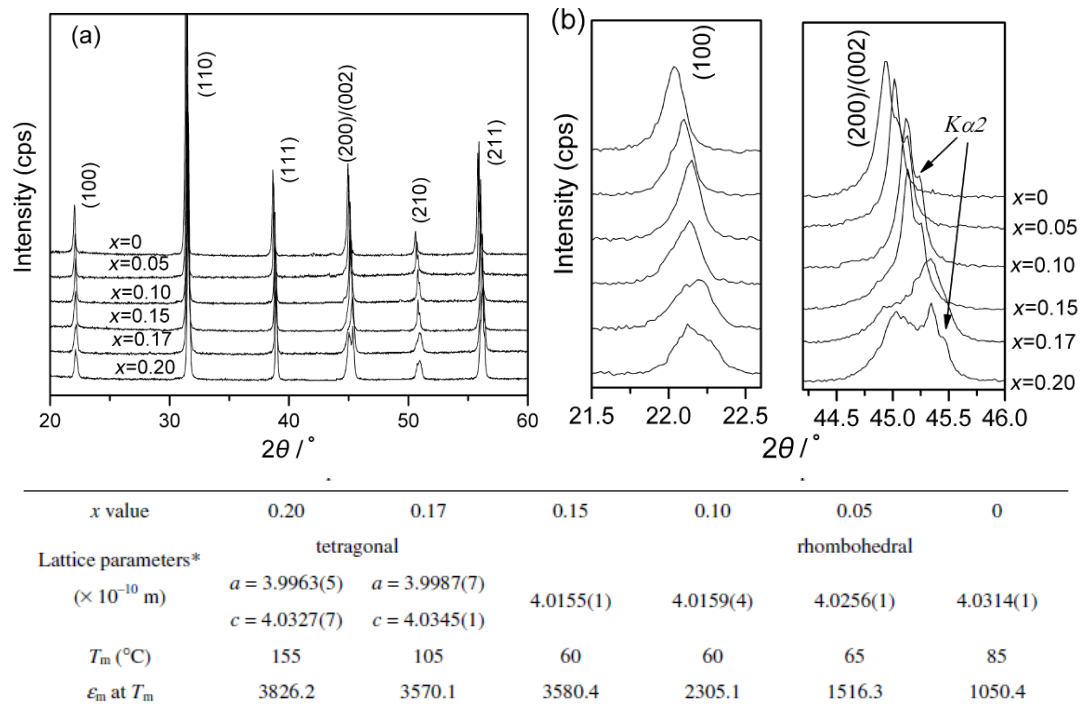 (a)
Intensity (cps)
(100)
(110)
(111)
(200)/(002)
(210)
(211)
x=0
x=0.05
x=0.10
x=0.15
x=0.17
x=0.20
20 30 40 50 60
2θ / °
(b)
Intensity (cps)
(100)
(200)/(002)
Kα2
x=0
x=0.05
x=0.10
x=0.15
x=0.17
x=0.20
21.5 22.0 22.5 44.5 45.0 45.5 46.0
2θ / °
x value 0.20 0.17 0.15 0.10 0.05 0
tetragonal rhombohedral
Lattice parameters*
(× 10⁻¹⁰ m)
a = 3.9963(5) a = 3.9987(7)
4.0155(1) 4.0159(4) 4.0256(1) 4.0314(1)
c = 4.0327(7) c = 4.0345(1)
Tm (°C) 155 105 60 60 65 85
εm at Tm 3826.2 3570.1 3580.4 2305.1 1516.3 1050.4